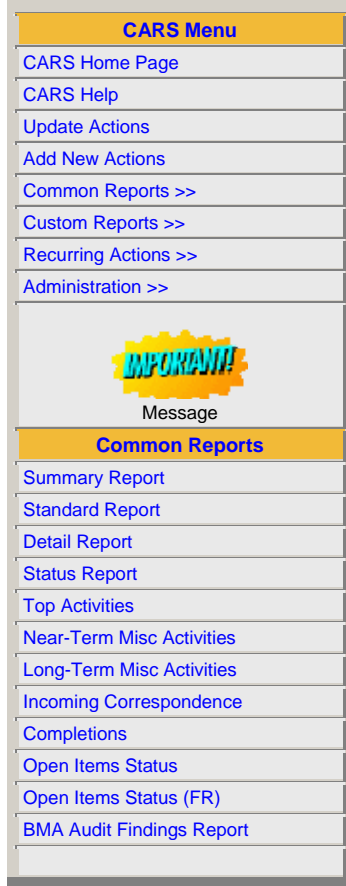 CARS Menu
CARS Home Page
CARS Help
Update Actions
Add New Actions
Common Reports >>
Custom Reports >>
Recurring Actions >>
Administration >>
IMPORTANT!
Message
Common Reports
Summary Report
Standard Report
Detail Report
Status Report
Top Activities
Near-Term Misc Activities
Long-Term Misc Activities
Incoming Correspondence
Completions
Open Items Status
Open Items Status (FR)
BMA Audit Findings Report